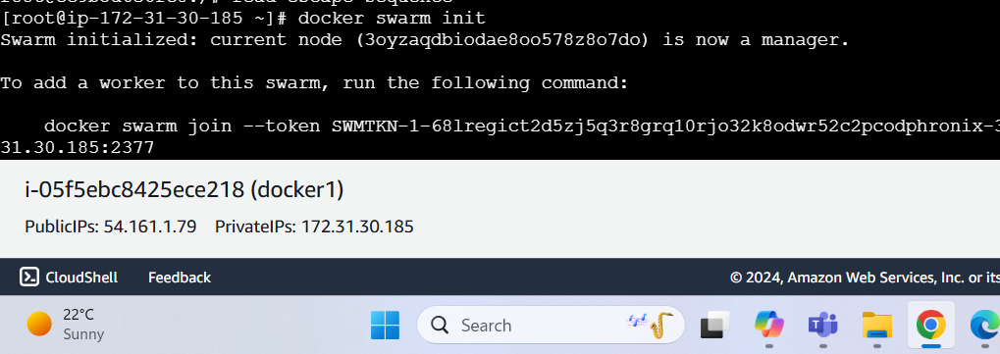 [root@ip-172-31-30-185 ~]# docker swarm init
Swarm initialized: current node (3oyzaqdbiodae8oo578z8o7do) is now a manager.
To add a worker to this swarm, run the following command:
docker swarm join --token SWMTKN-1-68lregict2d5zj5q3r8grq10rjo32k8odwr52c2pcodphronix-3
31.30.185:2377
i-05f5ebc8425ece218 (docker1)
PublicIPs: 54.161.1.79 PrivateIPs: 172.31.30.185
CloudShell Feedback © 2024, Amazon Web Services, Inc. or its
22°C
Sunny
Search